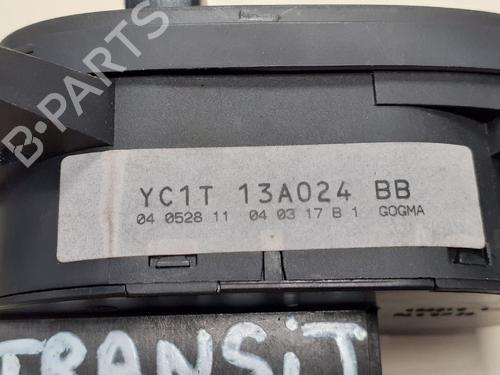 B-PARTS
YC1T 13A024 BB
04 0528 11 04 03 17 B 1 GOGMA
TRANSiT